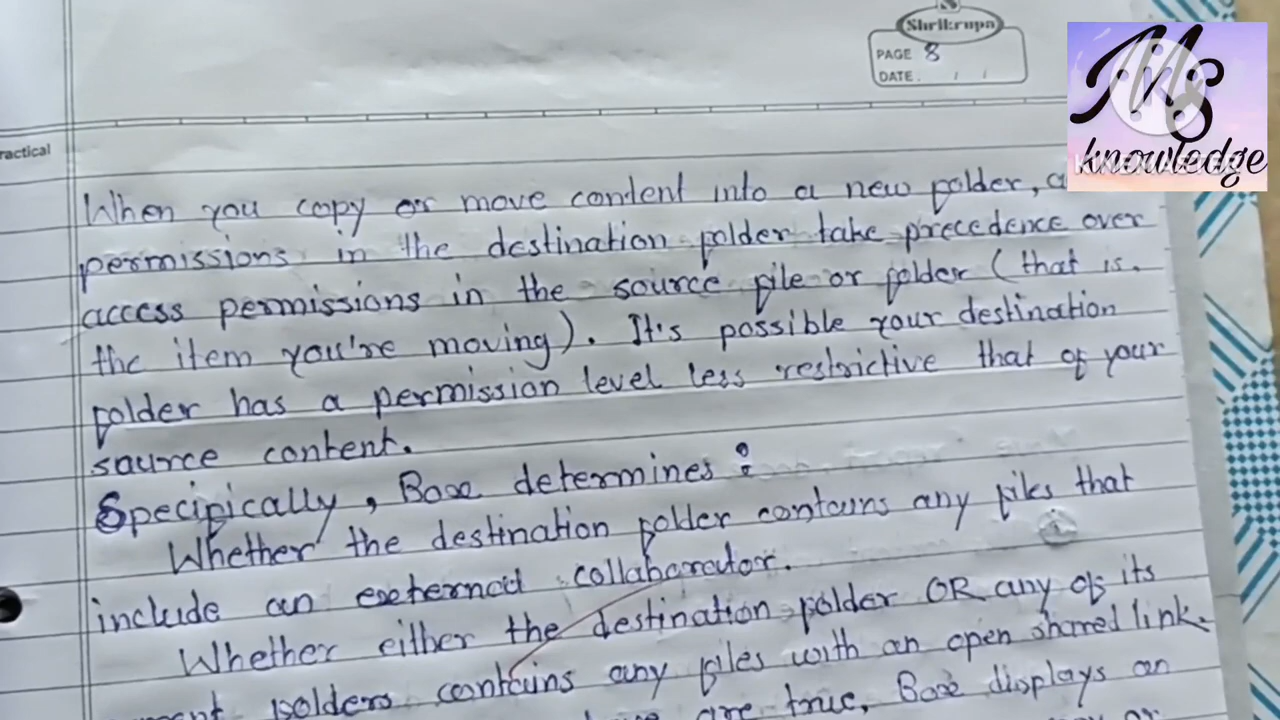 Shrikrupa
PAGE 8
DATE. / /
ractical
MS
knowledge
When you copy or move content into a new folder, a
permissions in the destination folder take precedence over
access permissions in the source file or folder (that is.
the item you're moving). It's possible your destination
folder has a permission level less restrictive that of your
saurce content.
Specifically, Boxe determines :
Whether the destination folder contains any files that
include an external collaborator.
Whether either the destination folder OR any of its
folders contains any files with an open shared link.
are true, Boxe displays an